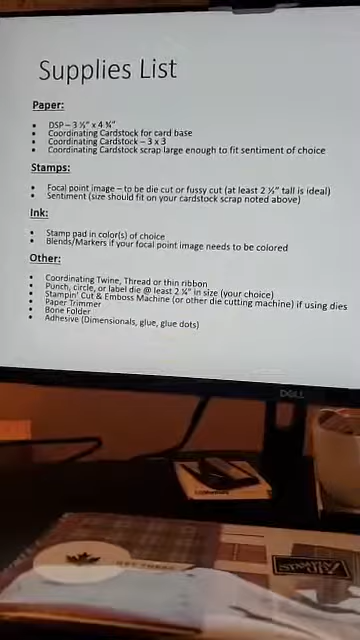 Supplies List
Paper:
• DSP – 3 ½" x 4 ¾"
• Coordinating Cardstock for card base
• Coordinating Cardstock – 3 x 3
• Coordinating Cardstock scrap large enough to fit sentiment of choice
Stamps:
• Focal point image – to be die cut or fussy cut (at least 2 ½" tall is ideal)
• Sentiment (size should fit on your cardstock scrap noted above)
Ink:
• Stamp pad in color(s) of choice
• Blends/Markers if your focal point image needs to be colored
Other:
• Coordinating Twine, Thread or thin ribbon
• Punch, circle, or label die @ least 2 ¼" in size (your choice)
• Stampin' Cut & Emboss Machine (or other die cutting machine) if using dies
• Paper Trimmer
• Bone Folder
• Adhesive (Dimensionals, glue, glue dots)
DELL